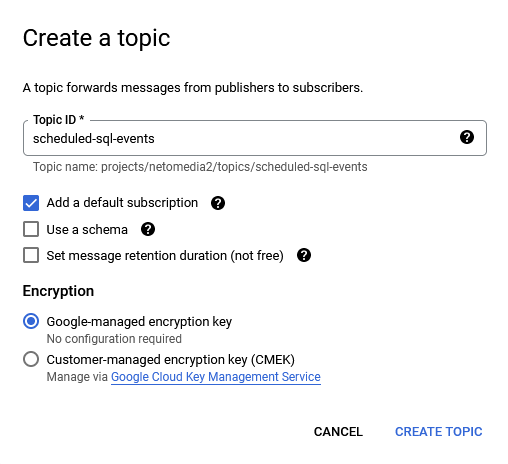 Create a topic
A topic forwards messages from publishers to subscribers.
Topic ID *
scheduled-sql-events
Topic name: projects/netomedia2/topics/scheduled-sql-events
Add a default subscription
Use a schema
Set message retention duration (not free)
Encryption
Google-managed encryption key
No configuration required
Customer-managed encryption key (CMEK)
Manage via Google Cloud Key Management Service
CANCEL CREATE TOPIC